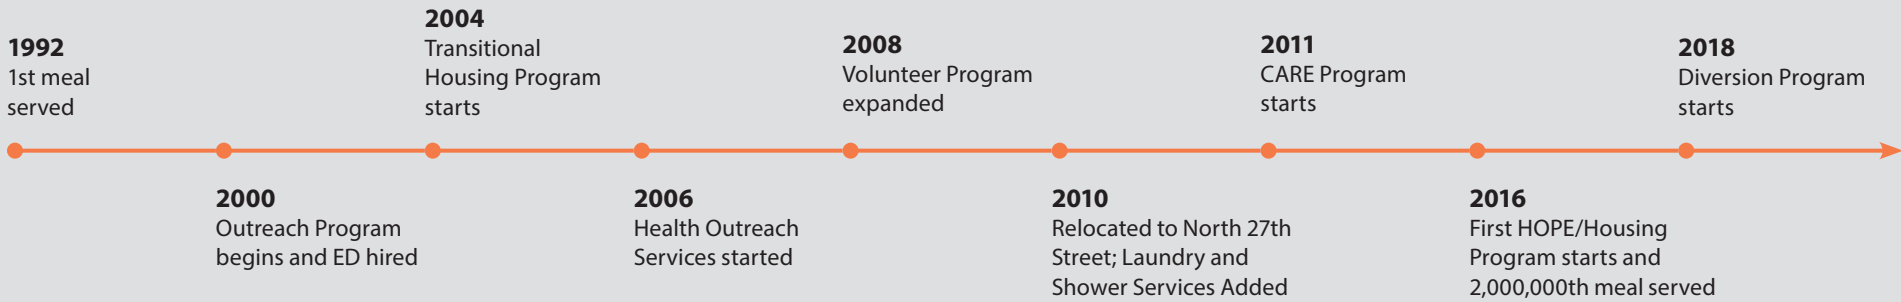 1992
1st meal
served
2000
Outreach Program
begins and ED hired
2004
Transitional
Housing Program
starts
2006
Health Outreach
Services started
2008
Volunteer Program
expanded
2010
Relocated to North 27th
Street; Laundry and
Shower Services Added
2011
CARE Program
starts
2016
First HOPE/Housing
Program starts and
2,000,000th meal served
2018
Diversion Program
starts